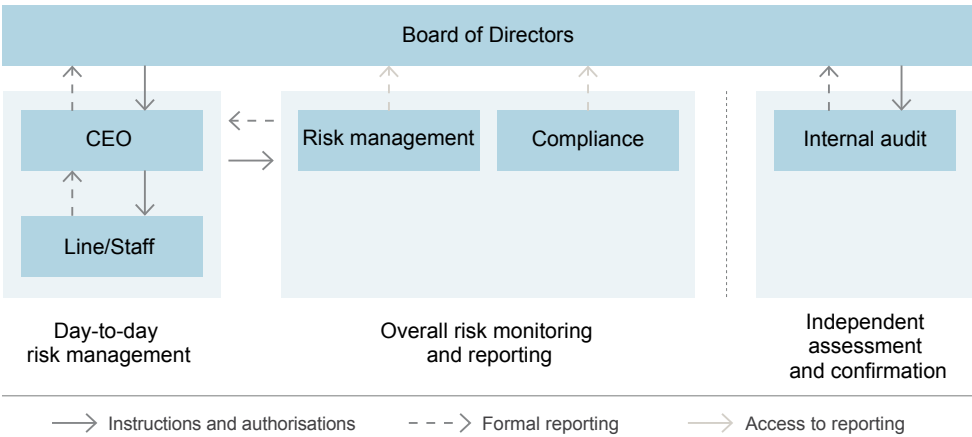 Board of Directors
CEO
Risk management
Compliance
Internal audit
Line/Staff
Day-to-day
risk management
Overall risk monitoring
and reporting
Independent
assessment
and confirmation
Instructions and authorisations
Formal reporting
Access to reporting